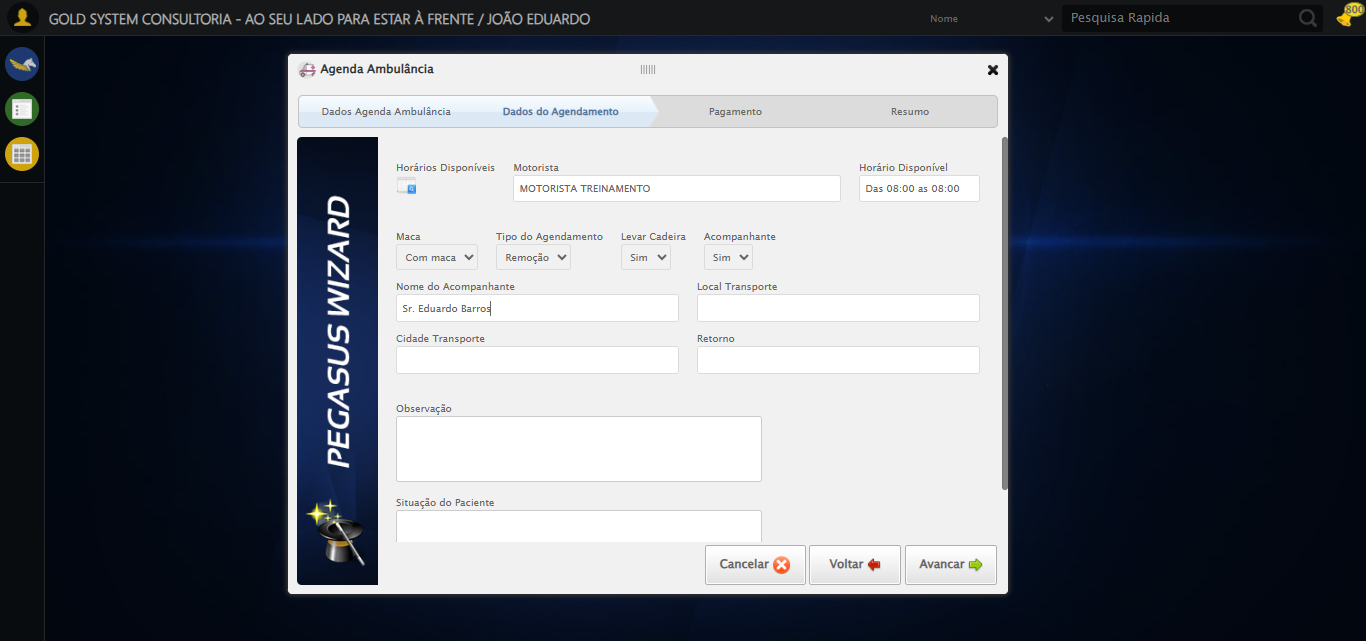 GOLD SYSTEM CONSULTORIA - AO SEU LADO PARA ESTAR À FRENTE / JOÃO EDUARDO
Nome
Pesquisa Rapida
800
Agenda Ambulância
Dados Agenda Ambulância
Dados do Agendamento
Pagamento
Resumo
PEGASUS WIZARD
Horários Disponíveis
Motorista
Horário Disponível
MOTORISTA TREINAMENTO
Das 08:00 as 08:00
Maca
Tipo do Agendamento
Levar Cadeira
Acompanhante
Com maca
Remoção
Sim
Sim
Nome do Acompanhante
Local Transporte
Sr. Eduardo Barros
Cidade Transporte
Retorno
Observação
Situação do Paciente
Cancelar
Voltar
Avancar